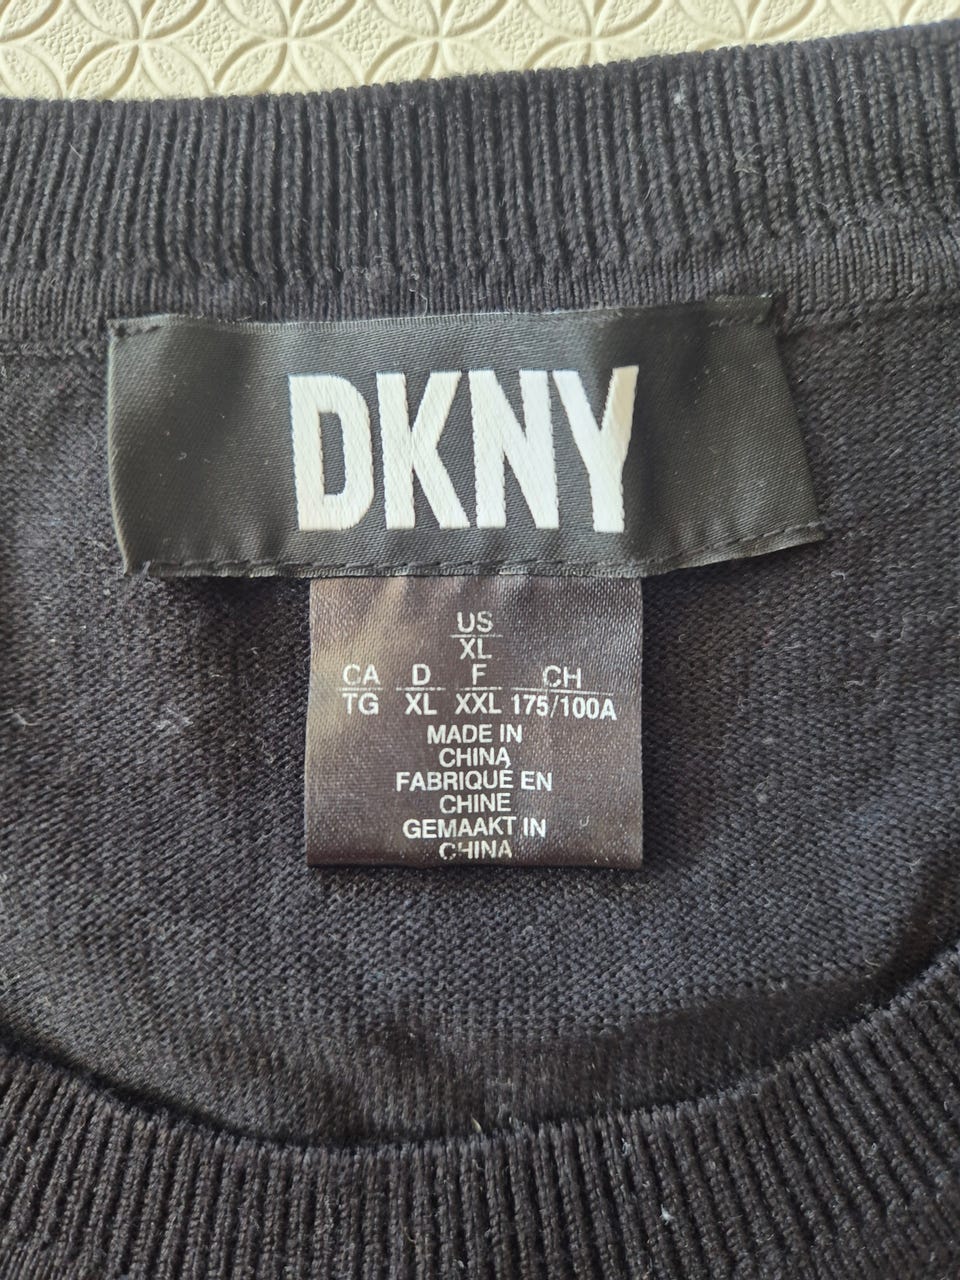 DKNY
US
XL
CA D F CH
TG XL XXL 175/100A
MADE IN
CHINA
FABRIQUÉ EN
CHINE
GEMAAKT IN
CHINA